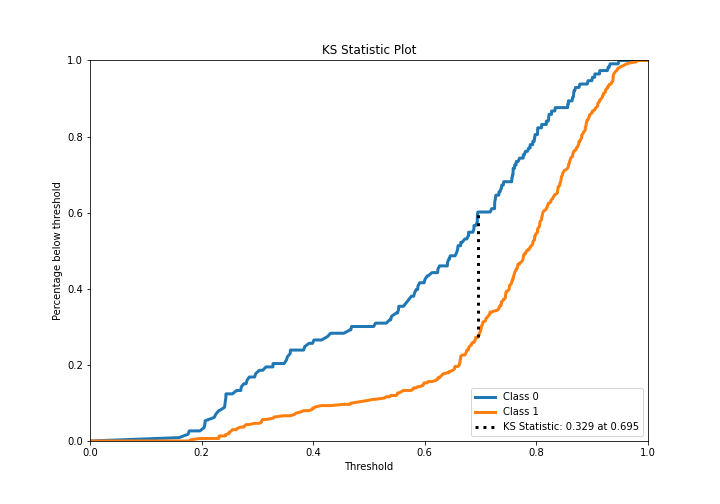 KS Statistic Plot
1.0
0.8
0.6
0.4
0.2
0.0
Percentage below threshold
0.0 0.2 0.4 0.6 0.8 1.0
Threshold
Class 0
Class 1
KS Statistic: 0.329 at 0.695